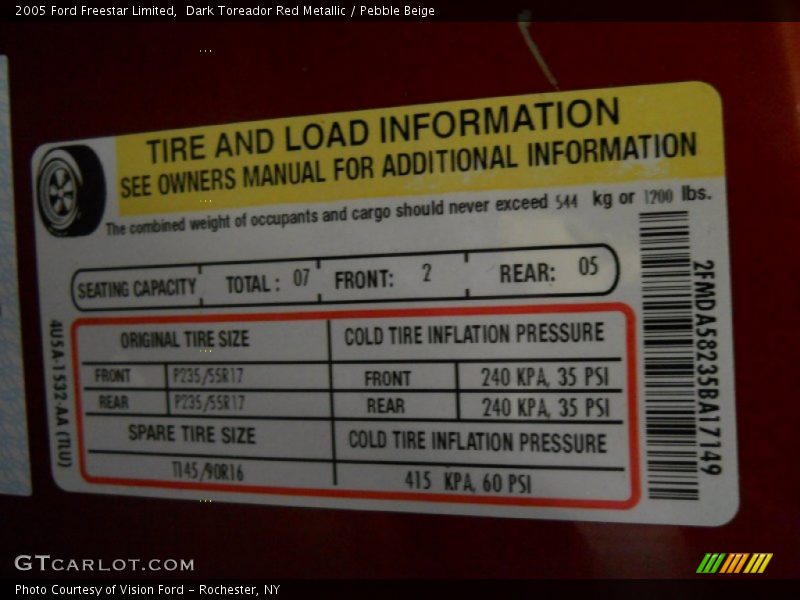 2005 Ford Freestar Limited, Dark Toreador Red Metallic / Pebble Beige
TIRE AND LOAD INFORMATION
SEE OWNERS MANUAL FOR ADDITIONAL INFORMATION
The combined weight of occupants and cargo should never exceed 544 kg or 1200 lbs.
SEATING CAPACITY TOTAL: 07 FRONT: 2 REAR: 05
ORIGINAL TIRE SIZE COLD TIRE INFLATION PRESSURE
FRONT P235/55R17 FRONT 240 KPA, 35 PSI
REAR P235/55R17 REAR 240 KPA, 35 PSI
SPARE TIRE SIZE COLD TIRE INFLATION PRESSURE
T145/90R16 415 KPA, 60 PSI
4U5A-1532-AA (7LU)
2FMDA58235BA17149
GTCARLOT.COM
Photo Courtesy of Vision Ford - Rochester, NY